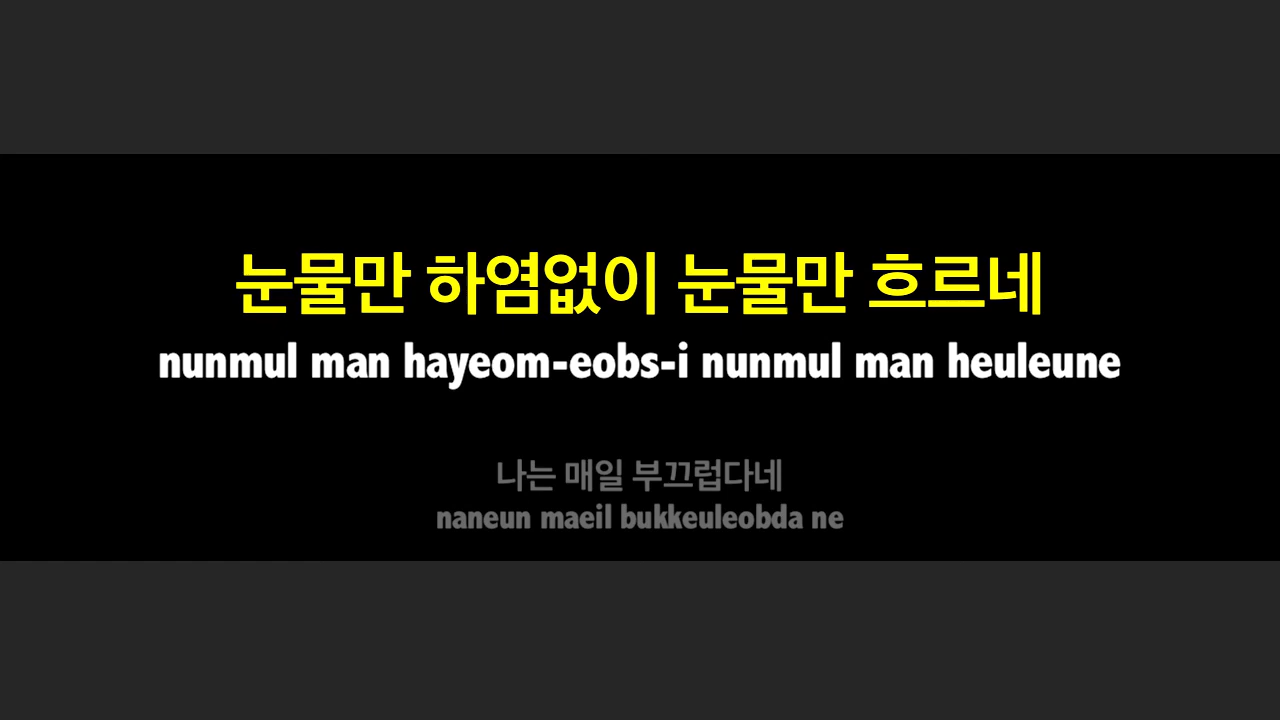 눈물만 하염없이 눈물만 흐르네
nunmul man hayeom-eobs-i nunmul man heuleune
나는 매일 부끄럽다네
naneun maeil bukkeuleobda ne